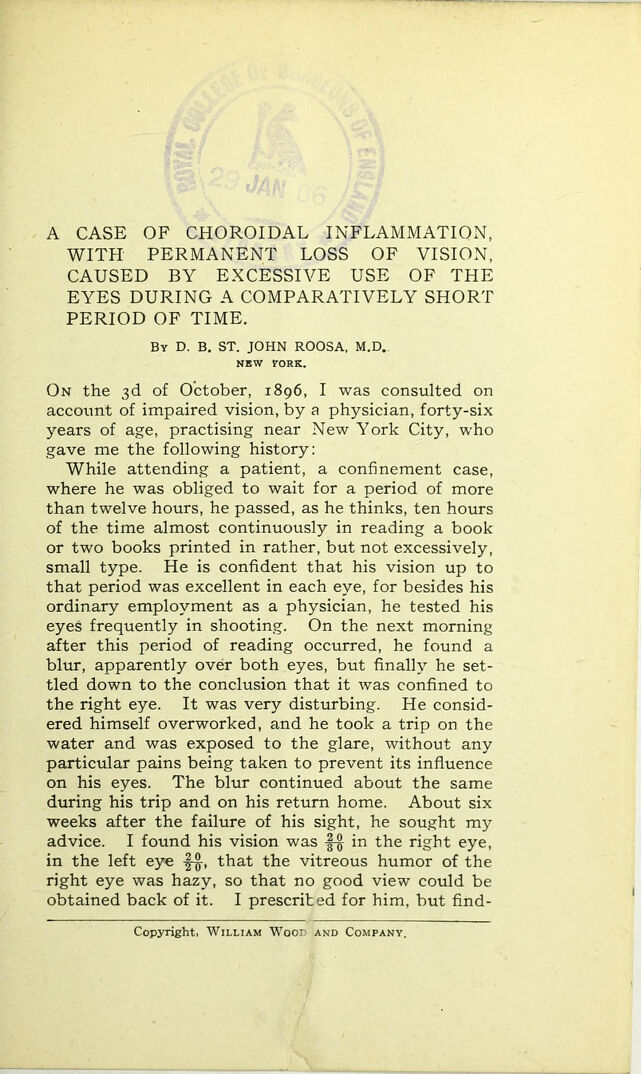 ROYAL COLLEGE OF SURGEONS OF ENGLAND
29 JAN 06
A CASE OF CHOROIDAL INFLAMMATION,
WITH PERMANENT LOSS OF VISION,
CAUSED BY EXCESSIVE USE OF THE
EYES DURING A COMPARATIVELY SHORT
PERIOD OF TIME.
BY D. B. ST. JOHN ROOSA, M.D.,
NEW YORK.
ON the 3d of October, 1896, I was consulted on
account of impaired vision, by a physician, forty-six
years of age, practising near New York City, who
gave me the following history:
While attending a patient, a confinement case,
where he was obliged to wait for a period of more
than twelve hours, he passed, as he thinks, ten hours
of the time almost continuously in reading a book
or two books printed in rather, but not excessively,
small type. He is confident that his vision up to
that period was excellent in each eye, for besides his
ordinary employment as a physician, he tested his
eyes frequently in shooting. On the next morning
after this period of reading occurred, he found a
blur, apparently over both eyes, but finally he set-
tled down to the conclusion that it was confined to
the right eye. It was very disturbing. He consid-
ered himself overworked, and he took a trip on the
water and was exposed to the glare, without any
particular pains being taken to prevent its influence
on his eyes. The blur continued about the same
during his trip and on his return home. About six
weeks after the failure of his sight, he sought my
advice. I found his vision was in the right eye,
in the left eye 20/20, that the vitreous humor of the
right eye was hazy, so that no good view could be
obtained back of it. I prescribed for him, but find-
Copyright, WILLIAM WOOD AND COMPANY.